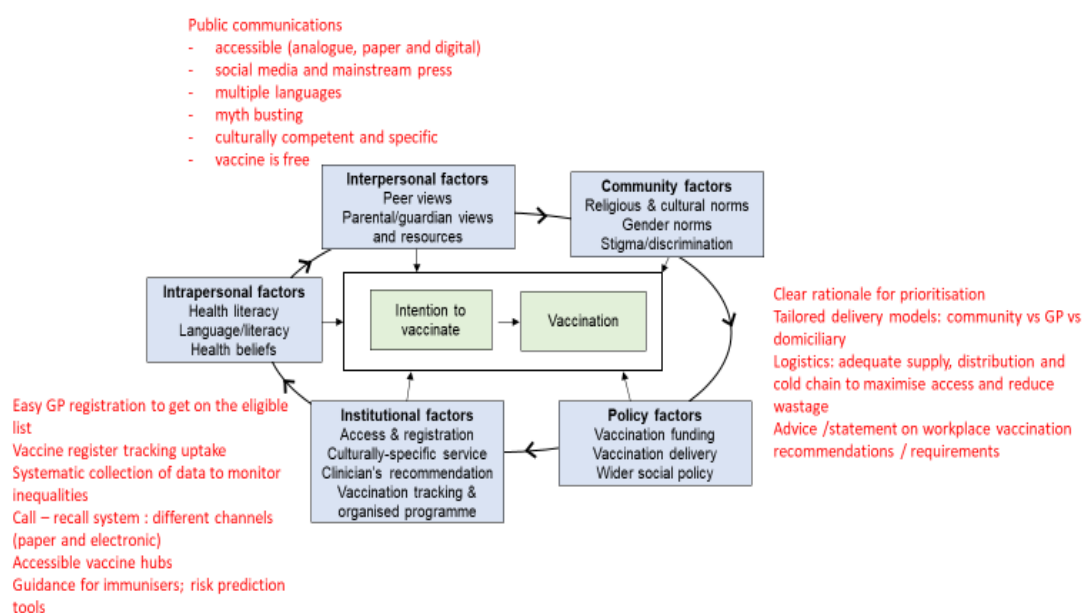 Public communications
- accessible (analogue, paper and digital)
- social media and mainstream press
- multiple languages
- myth busting
- culturally competent and specific
- vaccine is free
Interpersonal factors
Peer views
Parental/guardian views
and resources
Community factors
Religious & cultural norms
Gender norms
Stigma/discrimination
Intrapersonal factors
Health literacy
Language/literacy
Health beliefs
Intention to
vaccinate
Vaccination
Clear rationale for prioritisation
Tailored delivery models: community vs GP vs
domiciliary
Logistics: adequate supply, distribution and
cold chain to maximise access and reduce
wastage
Advice /statement on workplace vaccination
recommendations / requirements
Easy GP registration to get on the eligible
list
Vaccine register tracking uptake
Systematic collection of data to monitor
inequalities
Call – recall system : different channels
(paper and electronic)
Accessible vaccine hubs
Guidance for immunisers; risk prediction
tools
Institutional factors
Access & registration
Culturally-specific service
Clinician's recommendation
Vaccination tracking &
organised programme
Policy factors
Vaccination funding
Vaccination delivery
Wider social policy